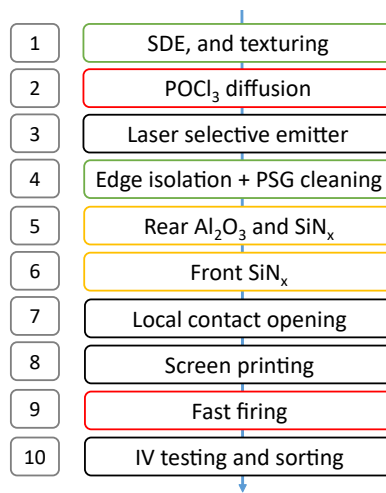 1 SDE, and texturing
2 POCl₃ diffusion
3 Laser selective emitter
4 Edge isolation + PSG cleaning
5 Rear Al₂O₃ and SiNₓ
6 Front SiNₓ
7 Local contact opening
8 Screen printing
9 Fast firing
10 IV testing and sorting